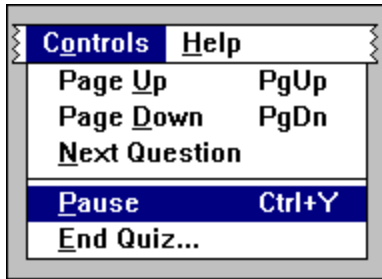 Controls Help
Page Up PgUp
Page Down PgDn
Next Question
Pause Ctrl+Y
End Quiz...